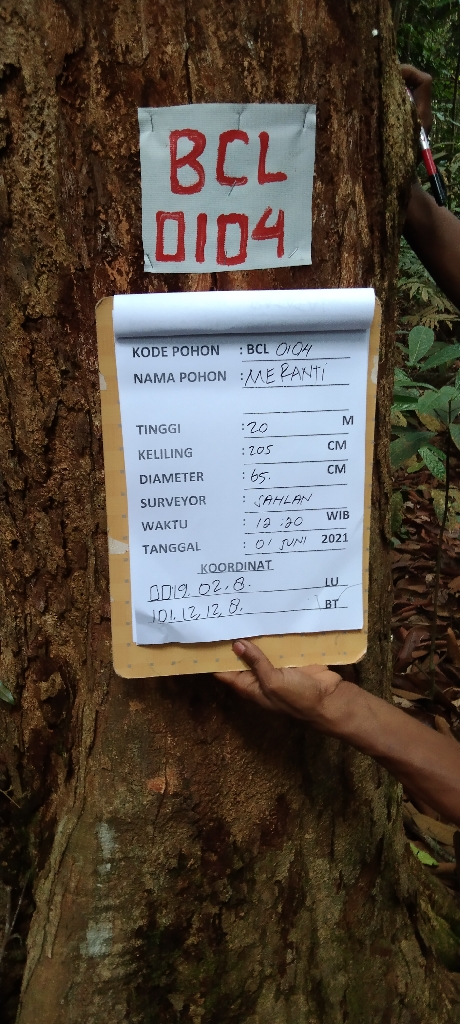 BCL
0104
KODE POHON : BCL 0104
NAMA POHON : MERANTI
TINGGI : 20 M
KELILING : 205 CM
DIAMETER : 65. CM
SURVEYOR : SAHLAN
WAKTU : 12:20 WIB
TANGGAL : 01 JUNI 2021
KOORDINAT
0019.02.8. LU
101.12.12.8. BT